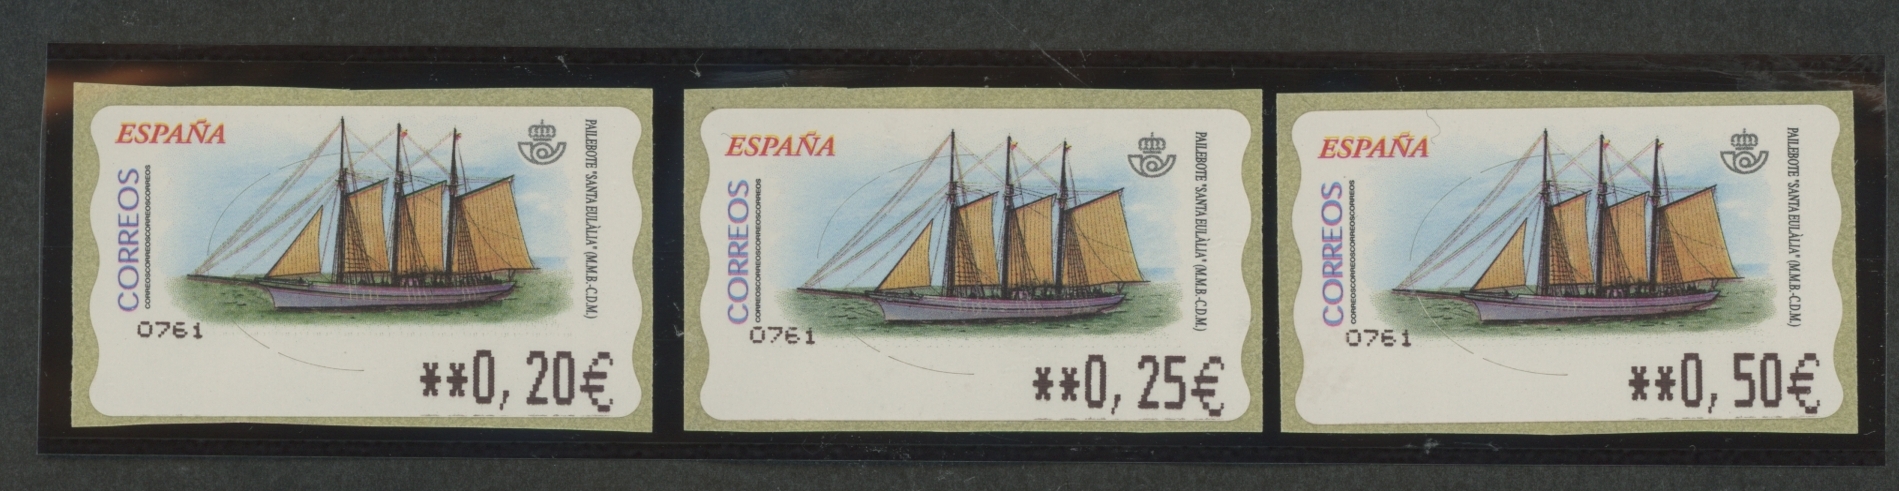 ESPAÑA
CORREOS
CORREOSCORREOSCORREOSCORREOS
PAILEBOTE "SANTA EULÀLIA" (M.M.B.-C.D.M.)
0761
**0,20€
ESPAÑA
CORREOS
CORREOSCORREOSCORREOSCORREOS
PAILEBOTE "SANTA EULÀLIA" (M.M.B.-C.D.M.)
0761
**0,25€
ESPAÑA
CORREOS
CORREOSCORREOSCORREOSCORREOS
PAILEBOTE "SANTA EULÀLIA" (M.M.B.-C.D.M.)
0761
**0,50€